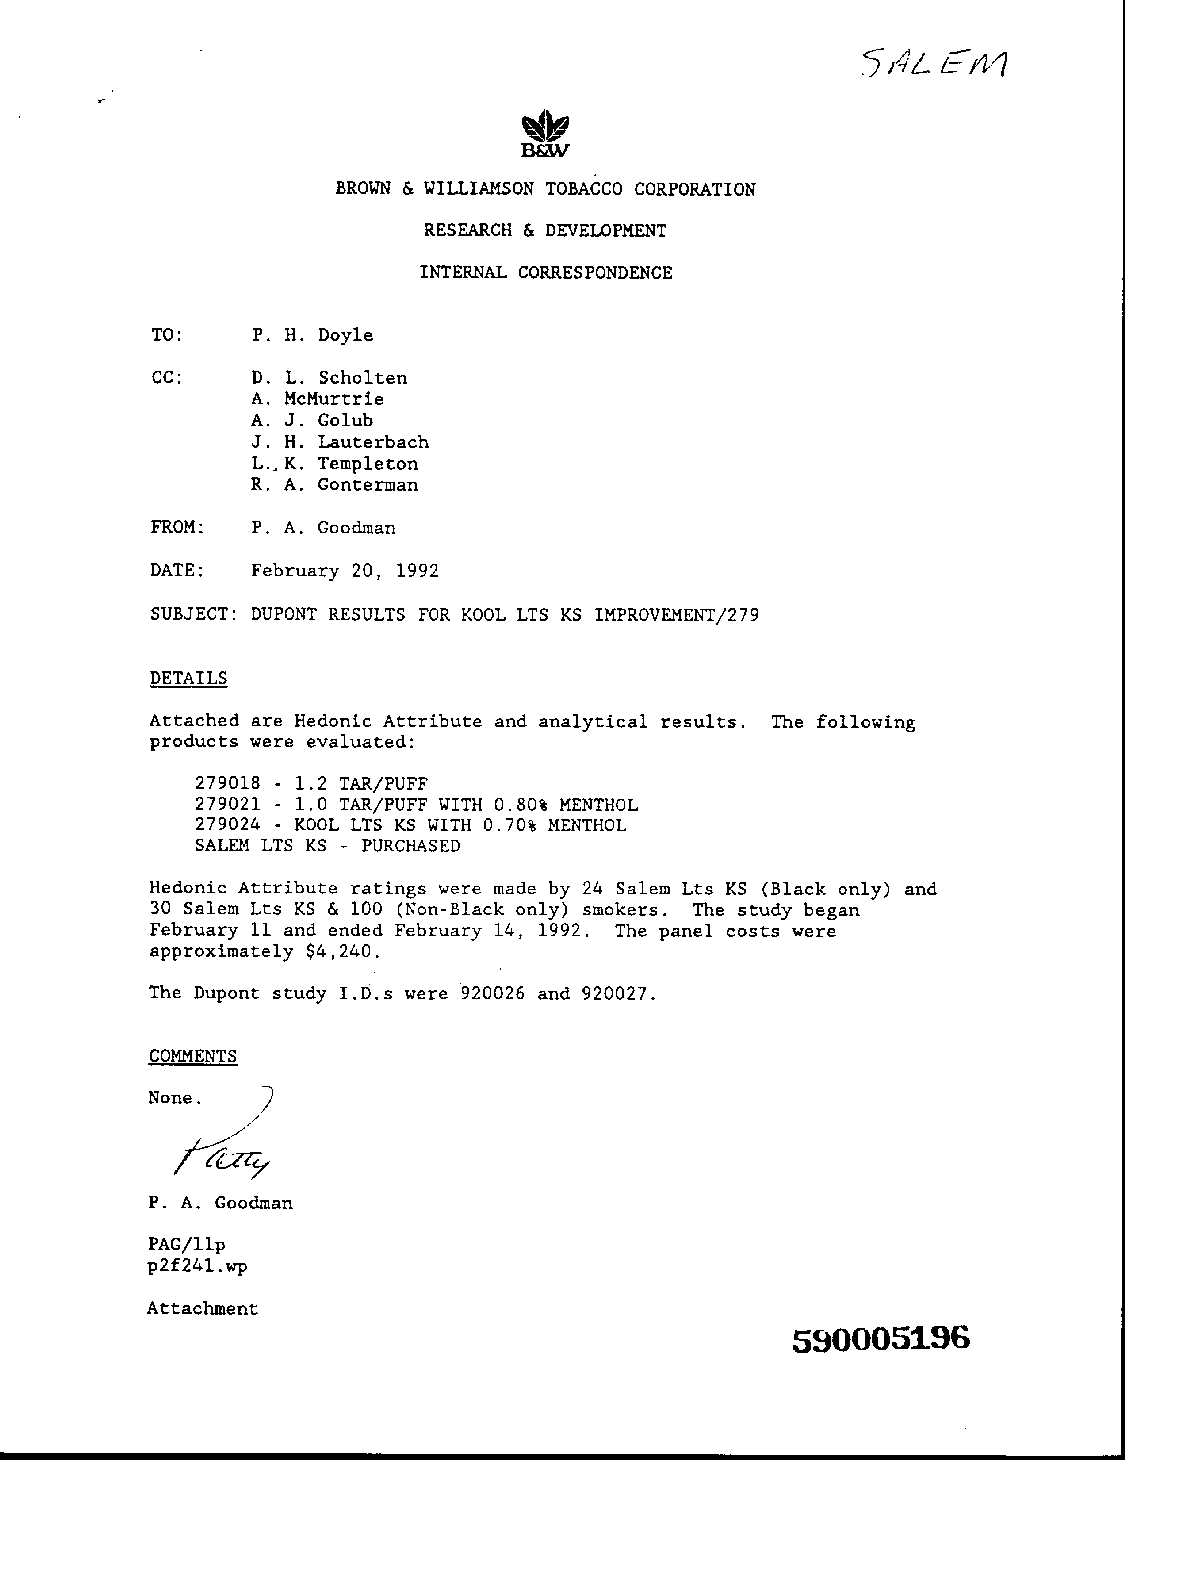 SALEM
B&W
BROWN & WILLIAMSON TOBACCO CORPORATION
RESEARCH & DEVELOPMENT
INTERNAL CORRESPONDENCE
TO: P. H. Doyle
CC: D. L. Scholten
A. McMurtrie
A. J. Golub
J. H. Lauterbach
L. K. Templeton
R. A. Gonterman
FROM: P. A. Goodman
DATE: February 20, 1992
SUBJECT: DUPONT RESULTS FOR KOOL LTS KS IMPROVEMENT/279
DETAILS
Attached are Hedonic Attribute and analytical results. The following
products were evaluated:
279018 - 1.2 TAR/PUFF
279021 - 1.0 TAR/PUFF WITH 0.80% MENTHOL
279024 - KOOL LTS KS WITH 0.70% MENTHOL
SALEM LTS KS - PURCHASED
Hedonic Attribute ratings were made by 24 Salem Lts KS (Black only) and
30 Salem Lts KS & 100 (Non-Black only) smokers. The study began
February 11 and ended February 14, 1992. The panel costs were
approximately $4,240.
The Dupont study I.D.s were 920026 and 920027.
COMMENTS
None.
Patty
P. A. Goodman
PAG/llp
p2f241.wp
Attachment
590005196